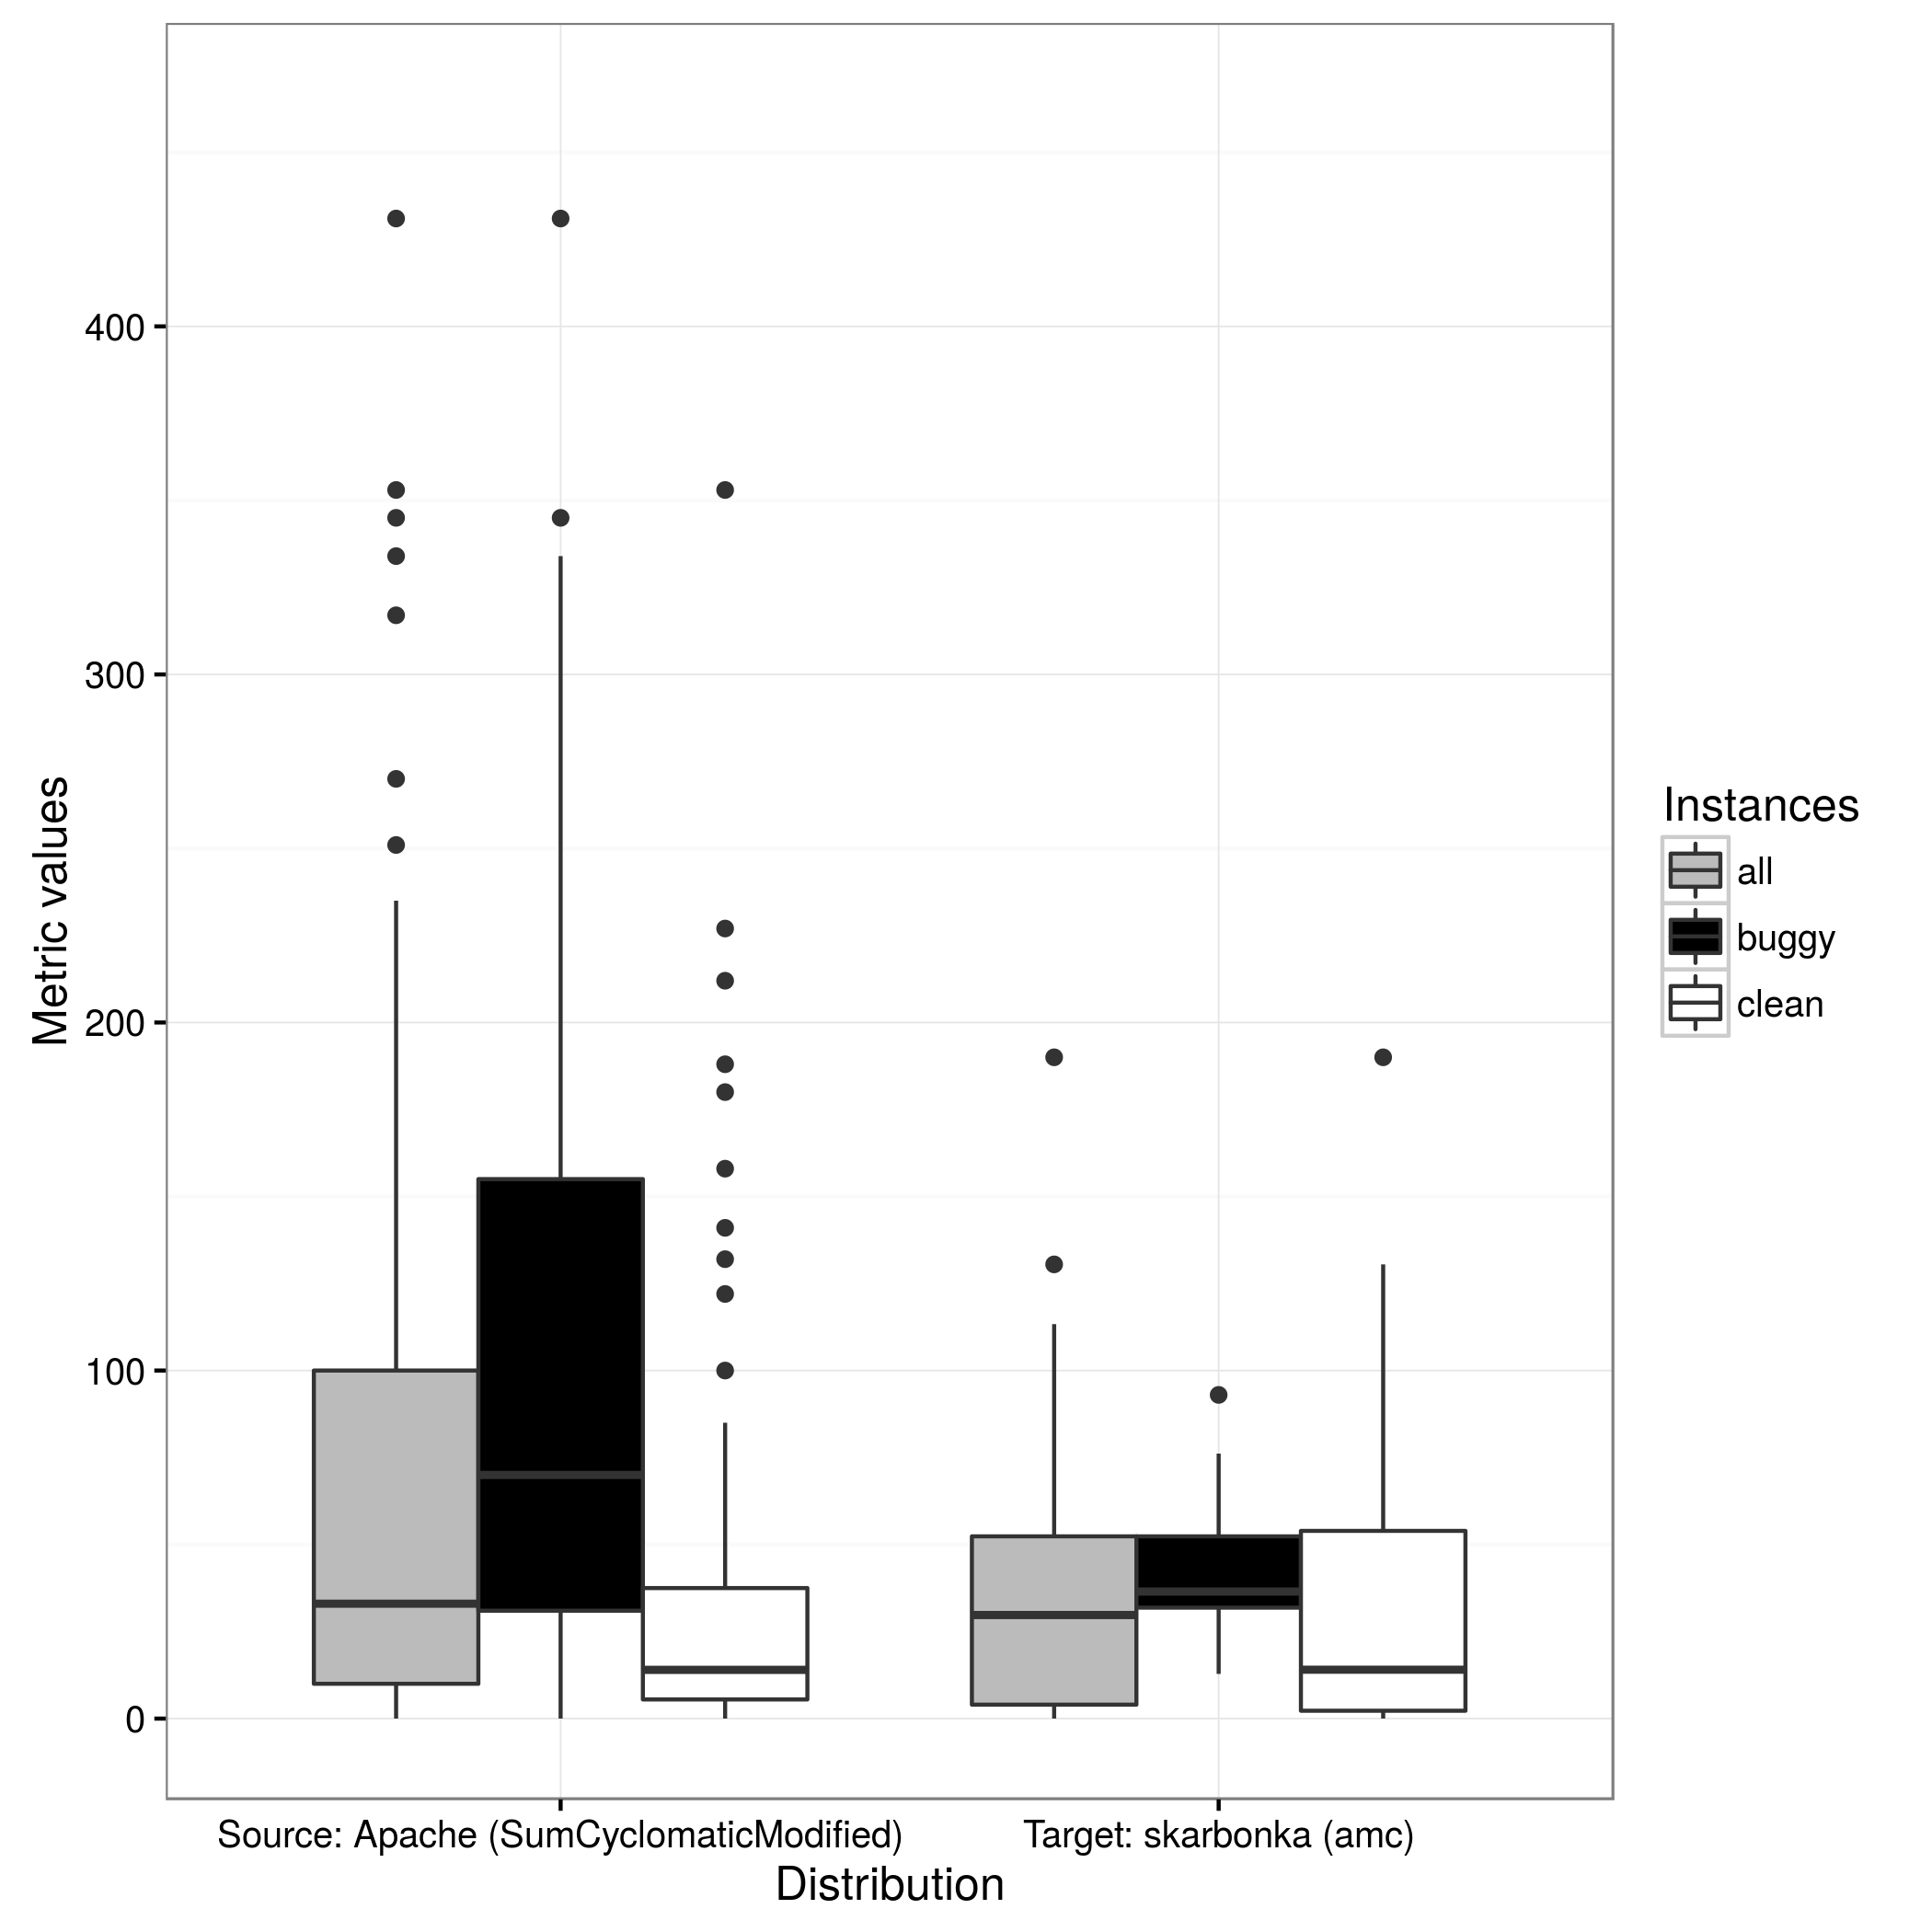 400
300
200
100
0
Metric values
Source: Apache (SumCyclomaticModified)
Target: skarbonka (amc)
Distribution
Instances
all
buggy
clean